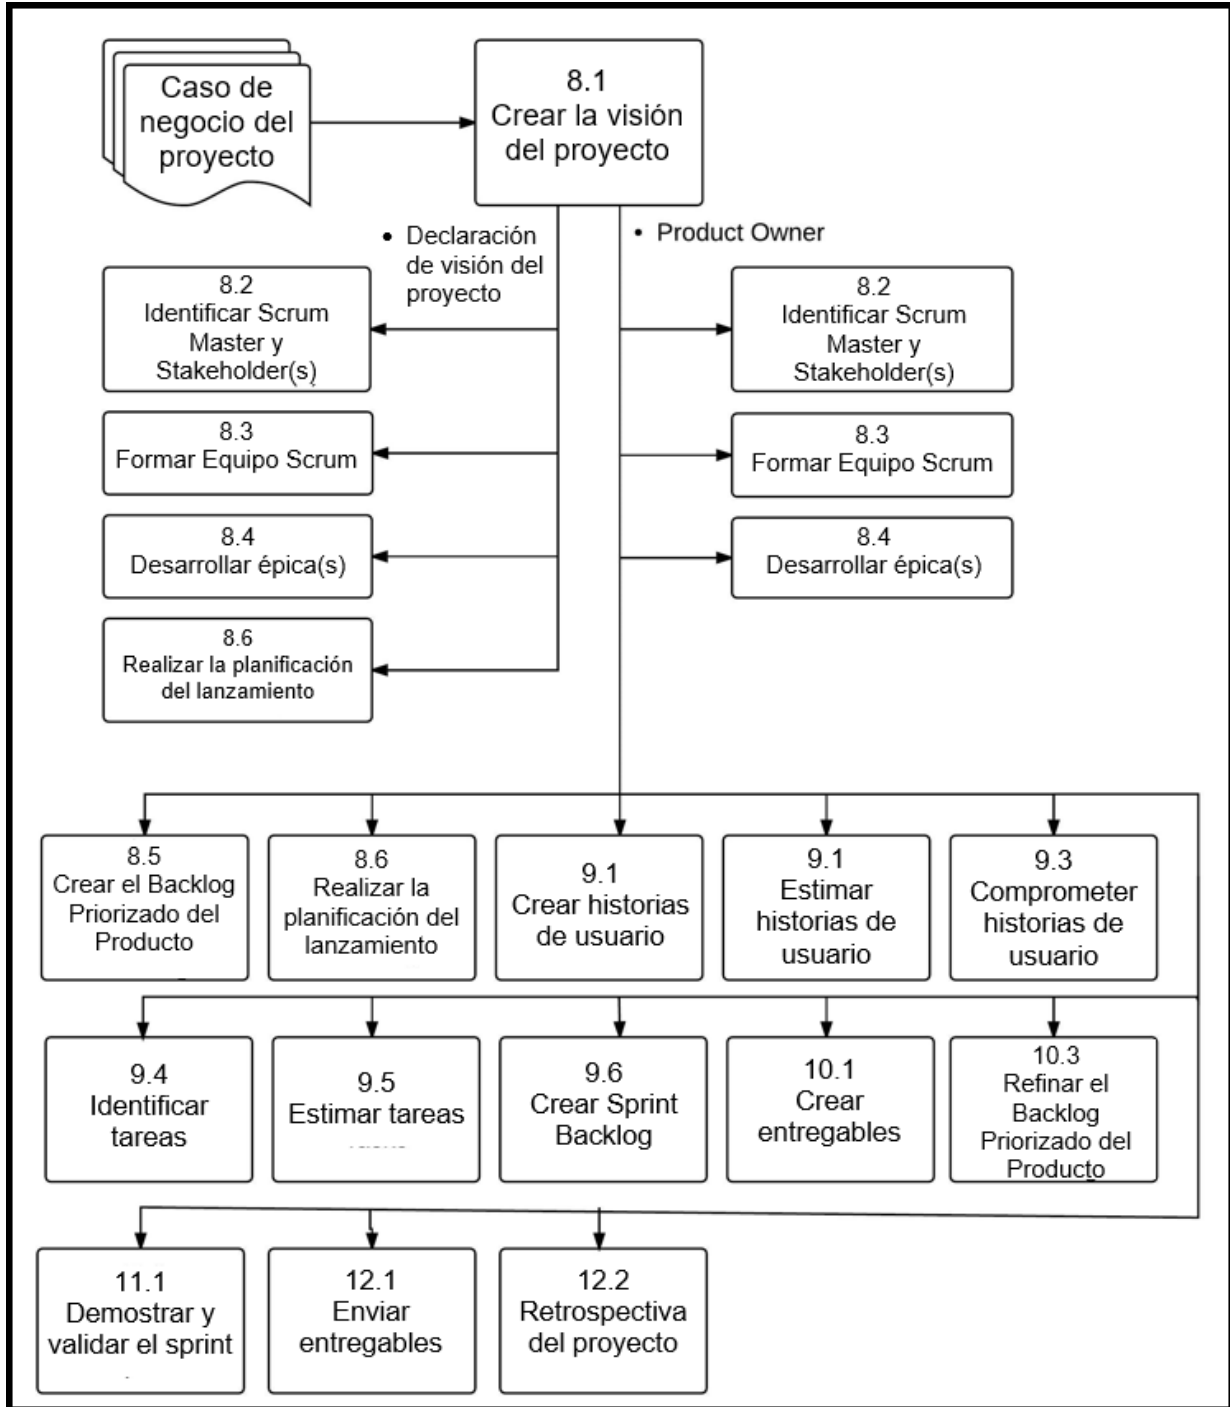 Caso de
negocio del
proyecto
8.1
Crear la visión
del proyecto
• Declaración
de visión del
proyecto
• Product Owner
8.2
Identificar Scrum
Master y
Stakeholder(s)
8.2
Identificar Scrum
Master y
Stakeholder(s)
8.3
Formar Equipo Scrum
8.3
Formar Equipo Scrum
8.4
Desarrollar épica(s)
8.4
Desarrollar épica(s)
8.6
Realizar la planificación
del lanzamiento
8.5
Crear el Backlog
Priorizado del
Producto
8.6
Realizar la
planificación del
lanzamiento
9.1
Crear historias
de usuario
9.1
Estimar
historias de
usuario
9.3
Comprometer
historias de
usuario
9.4
Identificar
tareas
9.5
Estimar tareas
9.6
Crear Sprint
Backlog
10.1
Crear
entregables
10.3
Refinar el
Backlog
Priorizado del
Producto
11.1
Demostrar y
validar el sprint
12.1
Enviar
entregables
12.2
Retrospectiva
del proyecto